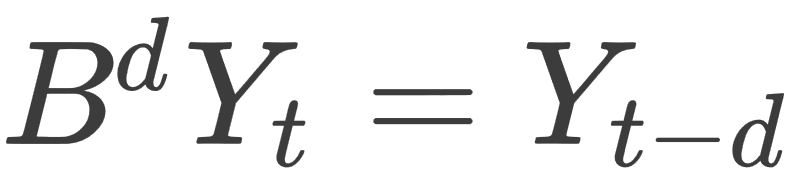 $B^d Y_t = Y_{t-d}$